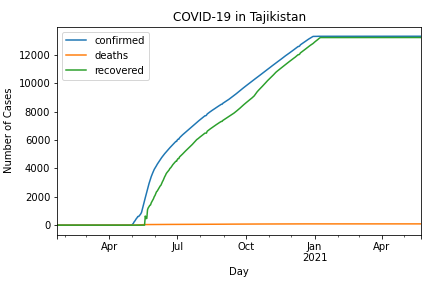 COVID-19 in Tajikistan
confirmed
deaths
recovered
Number of Cases
12000
10000
8000
6000
4000
2000
0
Apr
Jul
Oct
Jan
2021
Apr
Day